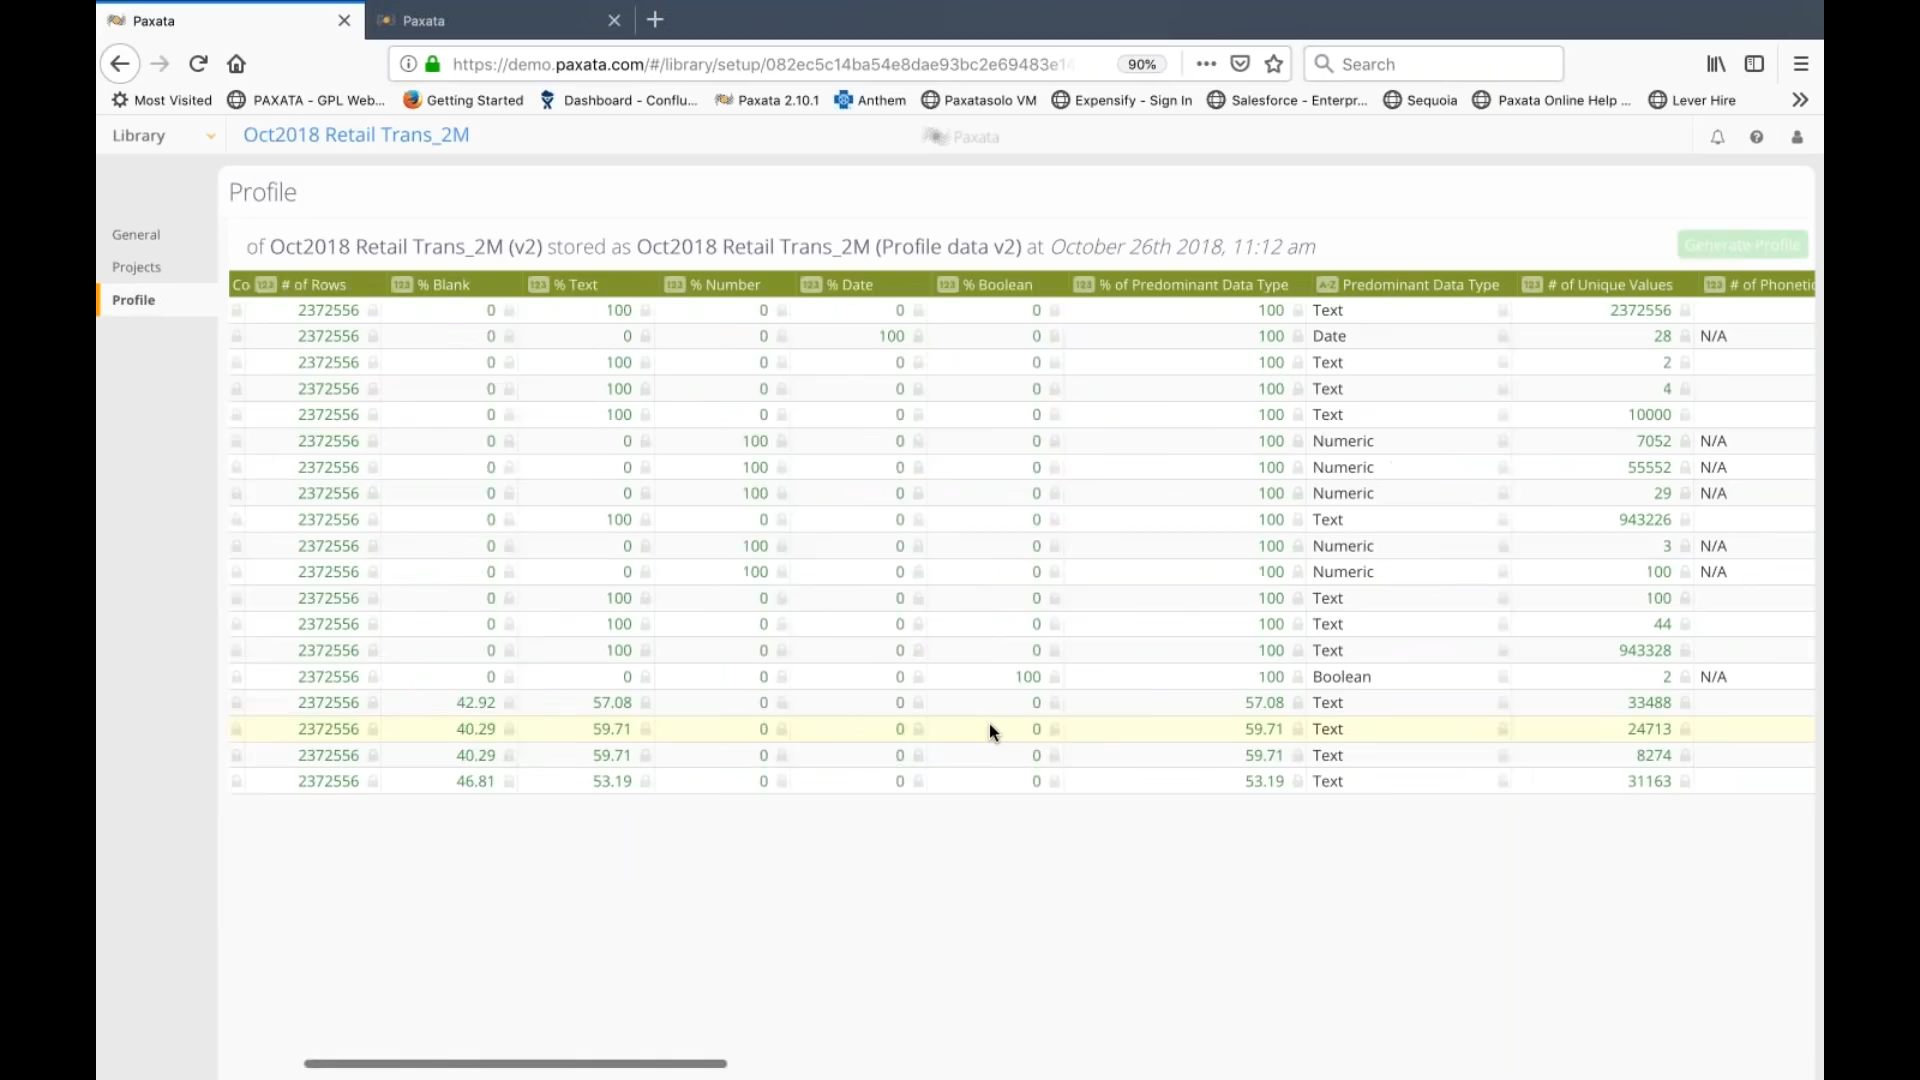 Paxata
Paxata
https://demo.paxata.com/#/library/setup/082ec5c14ba54e8dae93bc2e69483e1
90%
Search
Most Visited
PAXATA - GPL Web...
Getting Started
Dashboard - Conflu...
Paxata 2.10.1
Anthem
Paxatasolo VM
Expensify - Sign In
Salesforce - Enterpr...
Sequoia
Paxata Online Help ...
Lever Hire
Library
Oct2018 Retail Trans_2M
Paxata
Profile
General
Projects
Profile
of Oct2018 Retail Trans_2M (v2) stored as Oct2018 Retail Trans_2M (Profile data v2) at October 26th 2018, 11:12 am
Generate Profile
Co 123 # of Rows 123 % Blank 123 % Text 123 % Number 123 % Date 123 % Boolean 123 % of Predominant Data Type A-Z Predominant Data Type 123 # of Unique Values 123 # of Phonetic
2372556 0 100 0 0 0 100 Text 2372556
2372556 0 0 0 100 0 100 Date 28 N/A
2372556 0 100 0 0 0 100 Text 2
2372556 0 100 0 0 0 100 Text 4
2372556 0 100 0 0 0 100 Text 10000
2372556 0 0 100 0 0 100 Numeric 7052 N/A
2372556 0 0 100 0 0 100 Numeric 55552 N/A
2372556 0 0 100 0 0 100 Numeric 29 N/A
2372556 0 100 0 0 0 100 Text 943226
2372556 0 0 100 0 0 100 Numeric 3 N/A
2372556 0 0 100 0 0 100 Numeric 100 N/A
2372556 0 100 0 0 0 100 Text 100
2372556 0 100 0 0 0 100 Text 44
2372556 0 100 0 0 0 100 Text 943328
2372556 0 0 0 0 100 100 Boolean 2 N/A
2372556 42.92 57.08 0 0 0 57.08 Text 33488
2372556 40.29 59.71 0 0 0 59.71 Text 24713
2372556 40.29 59.71 0 0 0 59.71 Text 8274
2372556 46.81 53.19 0 0 0 53.19 Text 31163